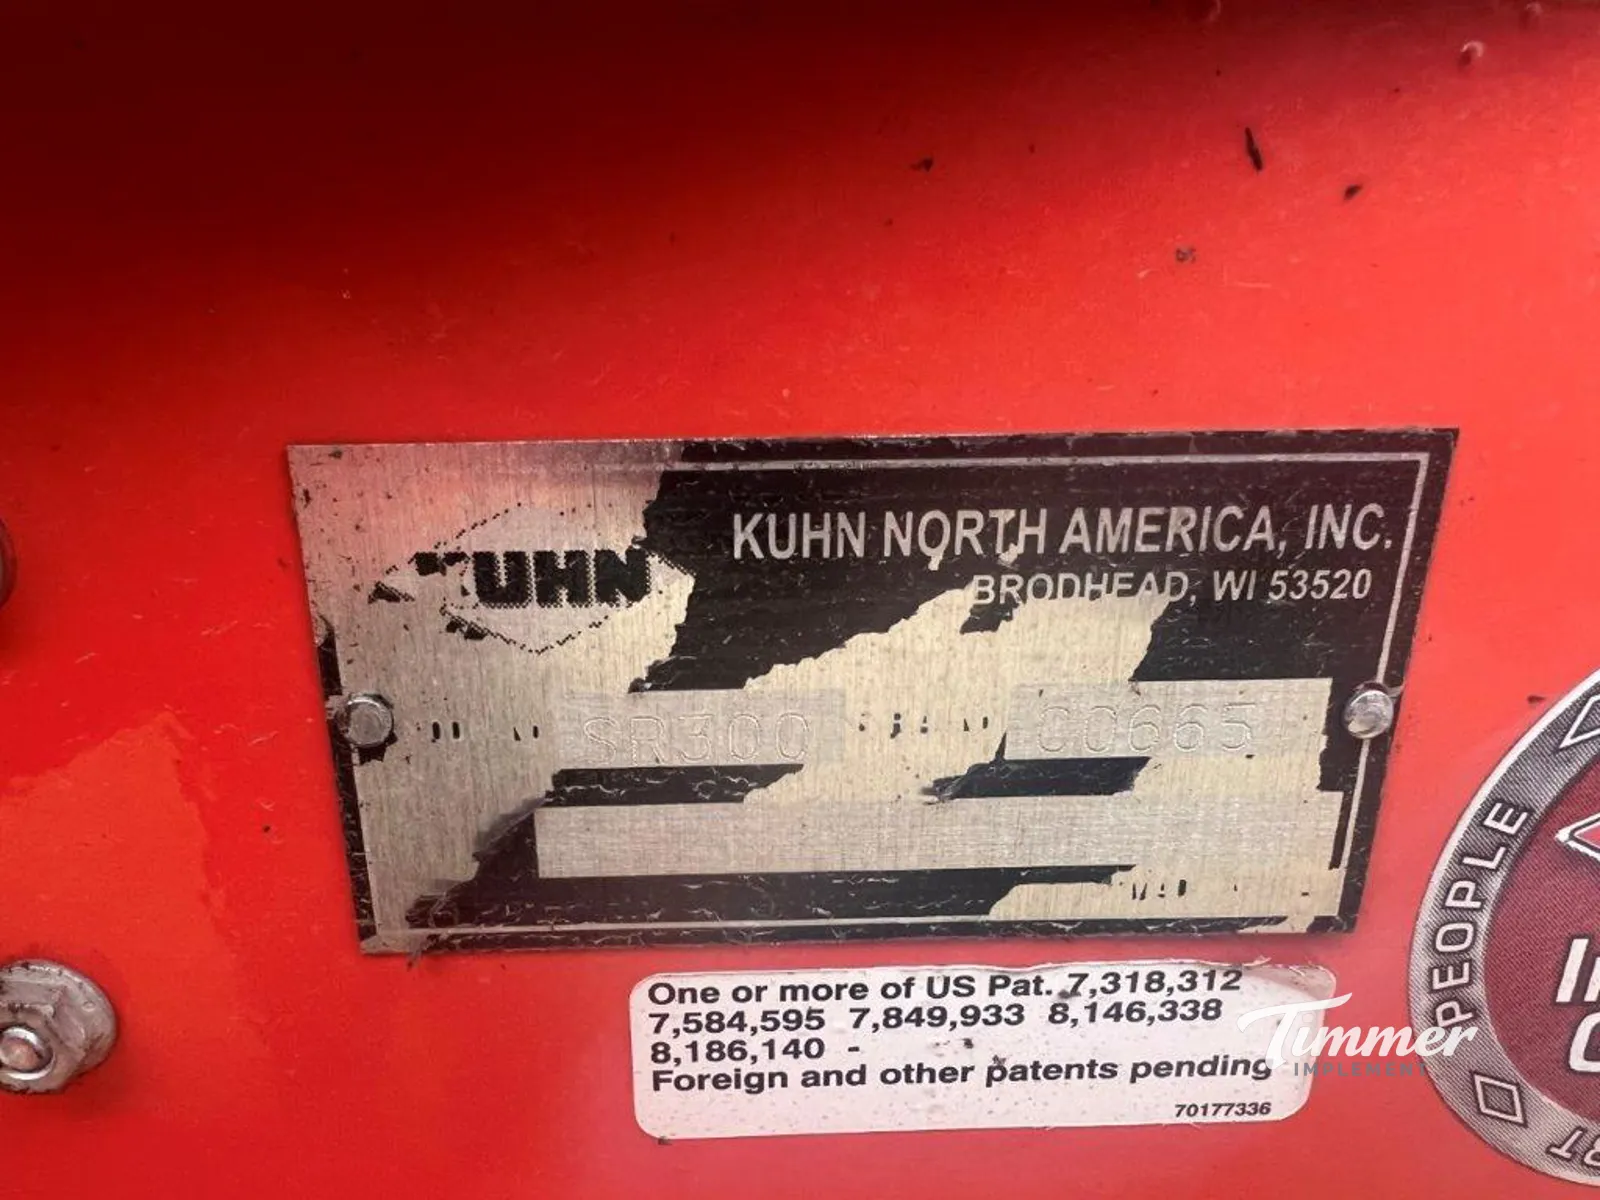 KUHN
KUHN NORTH AMERICA, INC.
BRODHEAD, WI 53520
SR300
00665
One or more of US Pat. 7,318,312
7,584,595 7,849,933 8,146,338
8,186,140 -
Foreign and other patents pending
70177336
Timmer
IMPLEMENT
PEOPLE